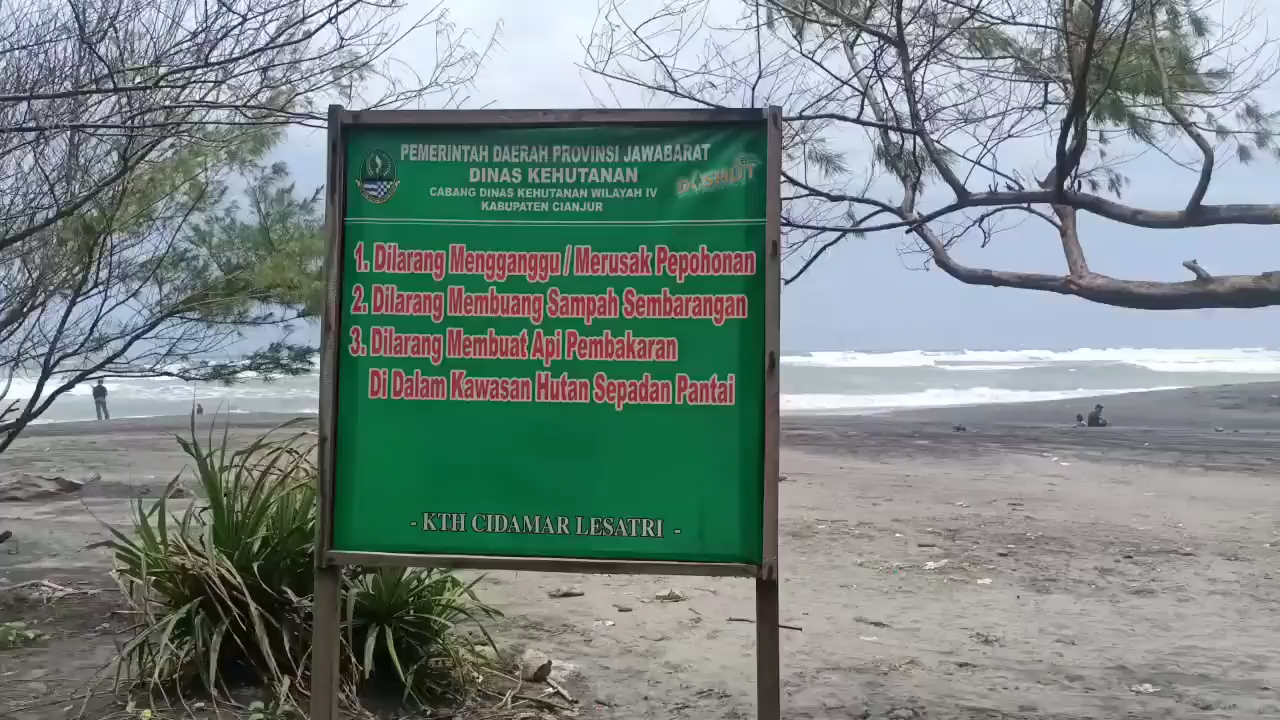 PEMERINTAH DAERAH PROVINSI JAWABARAT
DINAS KEHUTANAN
CABANG DINAS KEHUTANAN WILAYAH IV
KABUPATEN CIANJUR
1. Dilarang Mengganggu / Merusak Pepohonan
2. Dilarang Membuang Sampah Sembarangan
3. Dilarang Membuat Api Pembakaran
Di Dalam Kawasan Hutan Sepadan Pantai
- KTH CIDAMAR LESATRI -